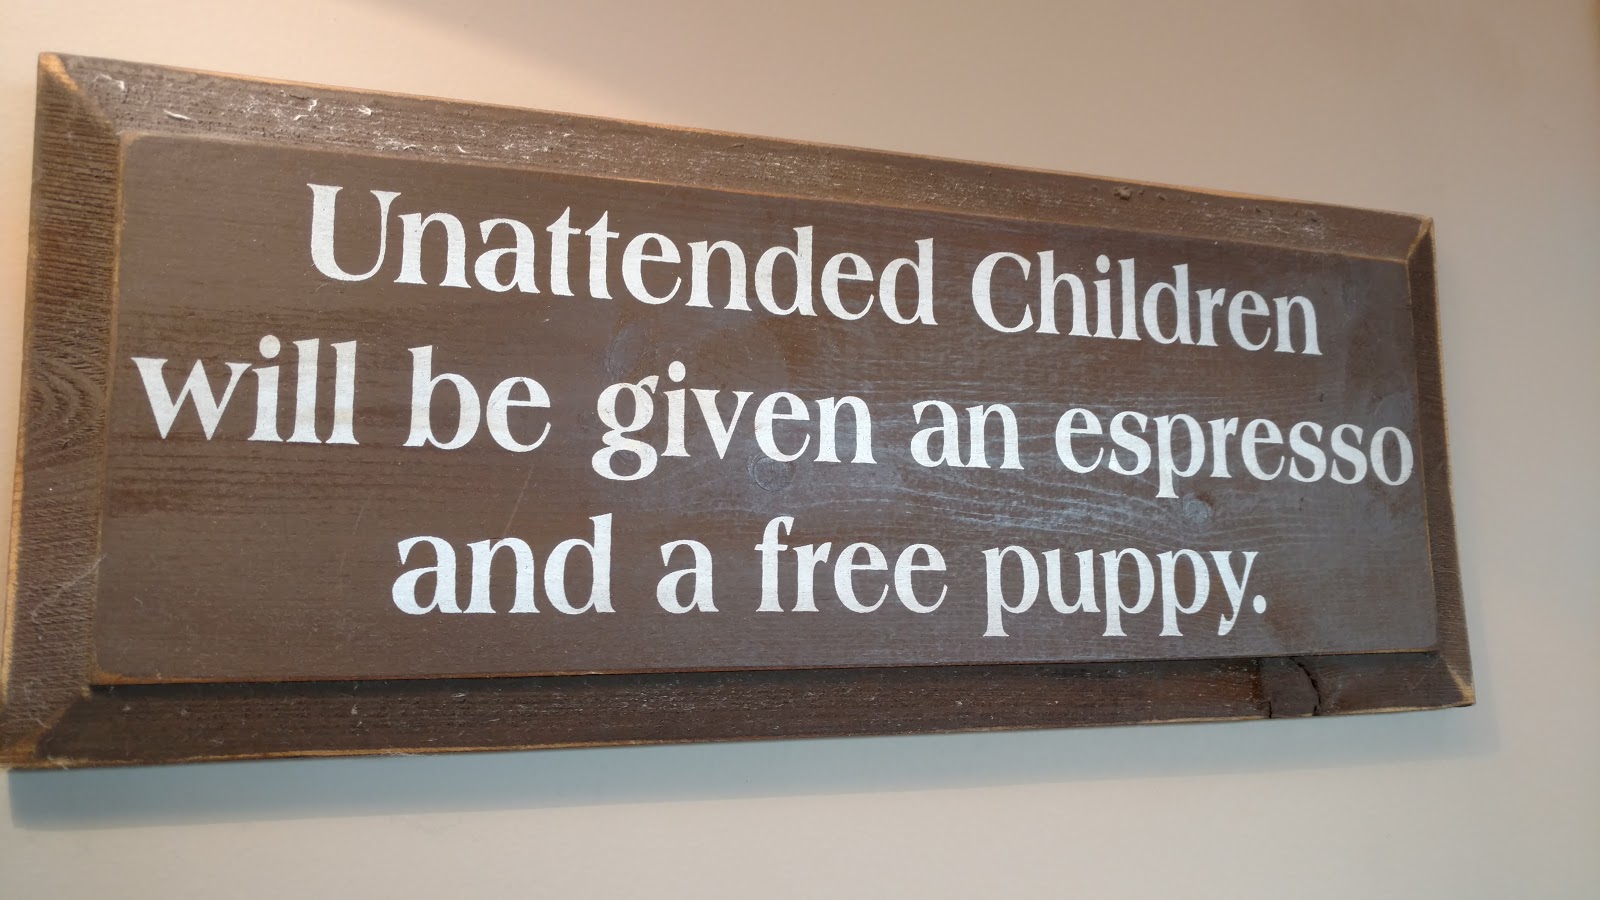 Unattended Children
will be given an espresso
and a free puppy.